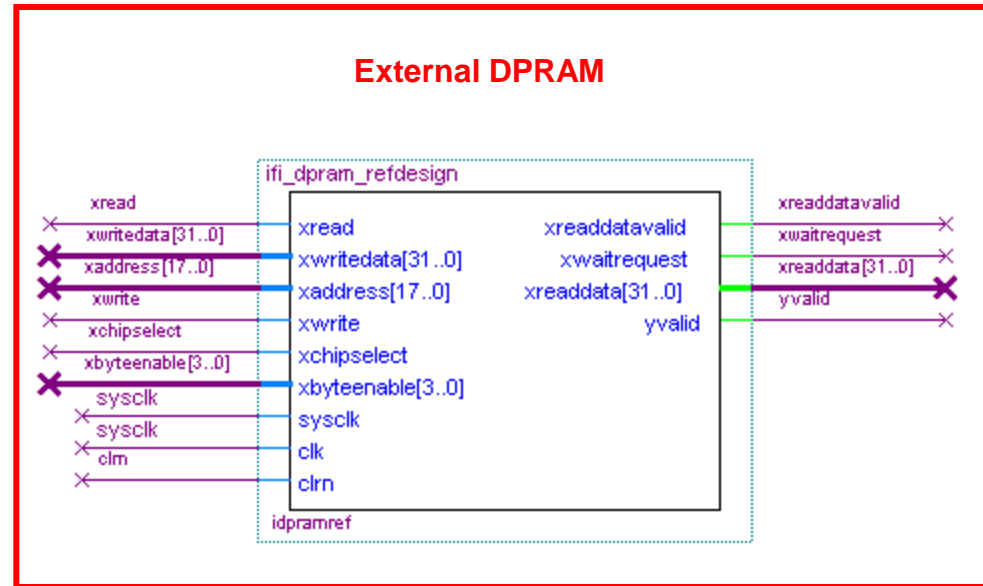 External DPRAM
ifi_dpram_refdesign
xread
xwritedata[31..0]
xaddress[17..0]
xwrite
xchipselect
xbyteenable[3..0]
sysclk
sysclk
clrn
xread
xwritedata[31..0]
xaddress[17..0]
xwrite
xchipselect
xbyteenable[3..0]
sysclk
clk
clrn
xreaddatavalid
xwaitrequest
xreaddata[31..0]
yvalid
xreaddatavalid
xwaitrequest
xreaddata[31..0]
yvalid
idpramref